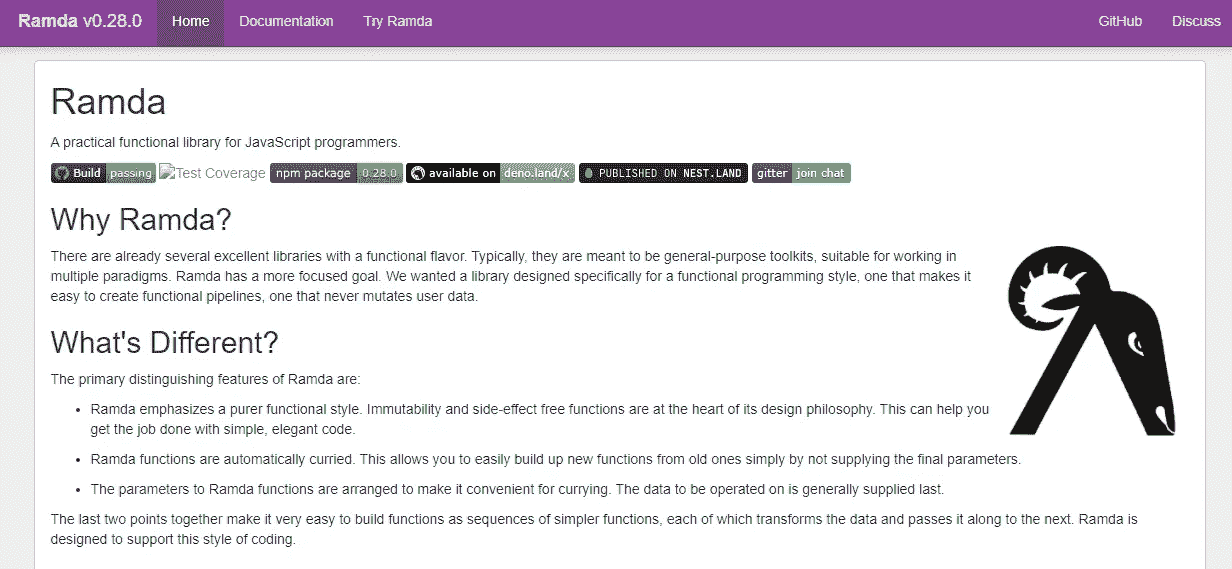 Ramda v0.28.0 Home Documentation Try Ramda GitHub Discuss
Ramda
A practical functional library for JavaScript programmers.
Build passing Test Coverage npm package 0.28.0 available on deno.land/x PUBLISHED ON NEST.LAND gitter join chat
Why Ramda?
There are already several excellent libraries with a functional flavor. Typically, they are meant to be general-purpose toolkits, suitable for working in
multiple paradigms. Ramda has a more focused goal. We wanted a library designed specifically for a functional programming style, one that makes it
easy to create functional pipelines, one that never mutates user data.
What's Different?
The primary distinguishing features of Ramda are:
• Ramda emphasizes a purer functional style. Immutability and side-effect free functions are at the heart of its design philosophy. This can help you
get the job done with simple, elegant code.
• Ramda functions are automatically curried. This allows you to easily build up new functions from old ones simply by not supplying the final parameters.
• The parameters to Ramda functions are arranged to make it convenient for currying. The data to be operated on is generally supplied last.
The last two points together make it very easy to build functions as sequences of simpler functions, each of which transforms the data and passes it along to the next. Ramda is
designed to support this style of coding.